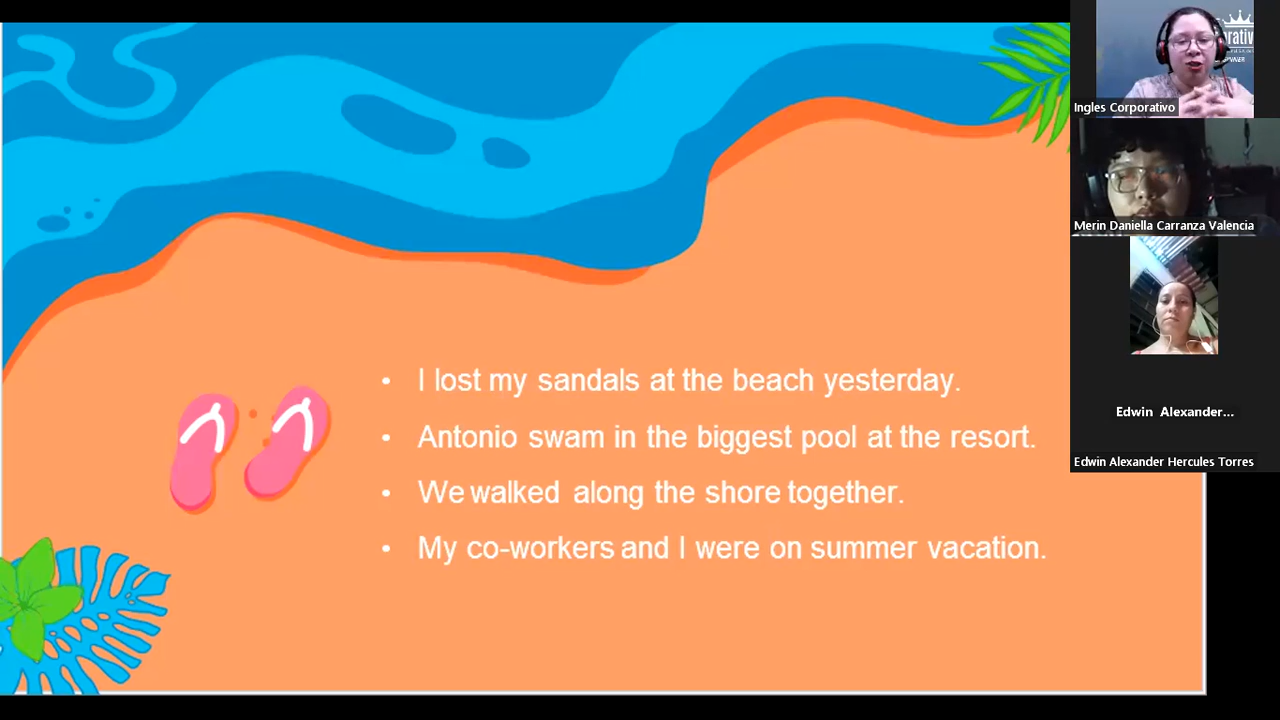 • I lost my sandals at the beach yesterday.
• Antonio swam in the biggest pool at the resort.
• We walked along the shore together.
• My co-workers and I were on summer vacation.
Ingles Corporativo
Merin Daniella Carranza Valencia
Edwin Alexander...
Edwin Alexander Hercules Torres